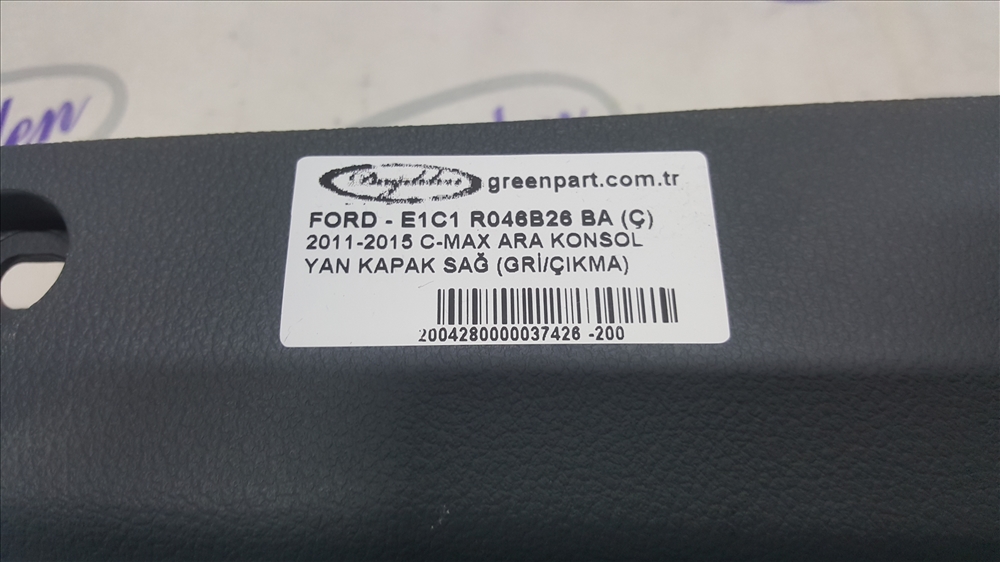 greenpart.com.tr
FORD - E1C1 R046B26 BA (Ç)
2011-2015 C-MAX ARA KONSOL
YAN KAPAK SAĞ (GRİ/ÇIKMA)
2004280000037426 -200